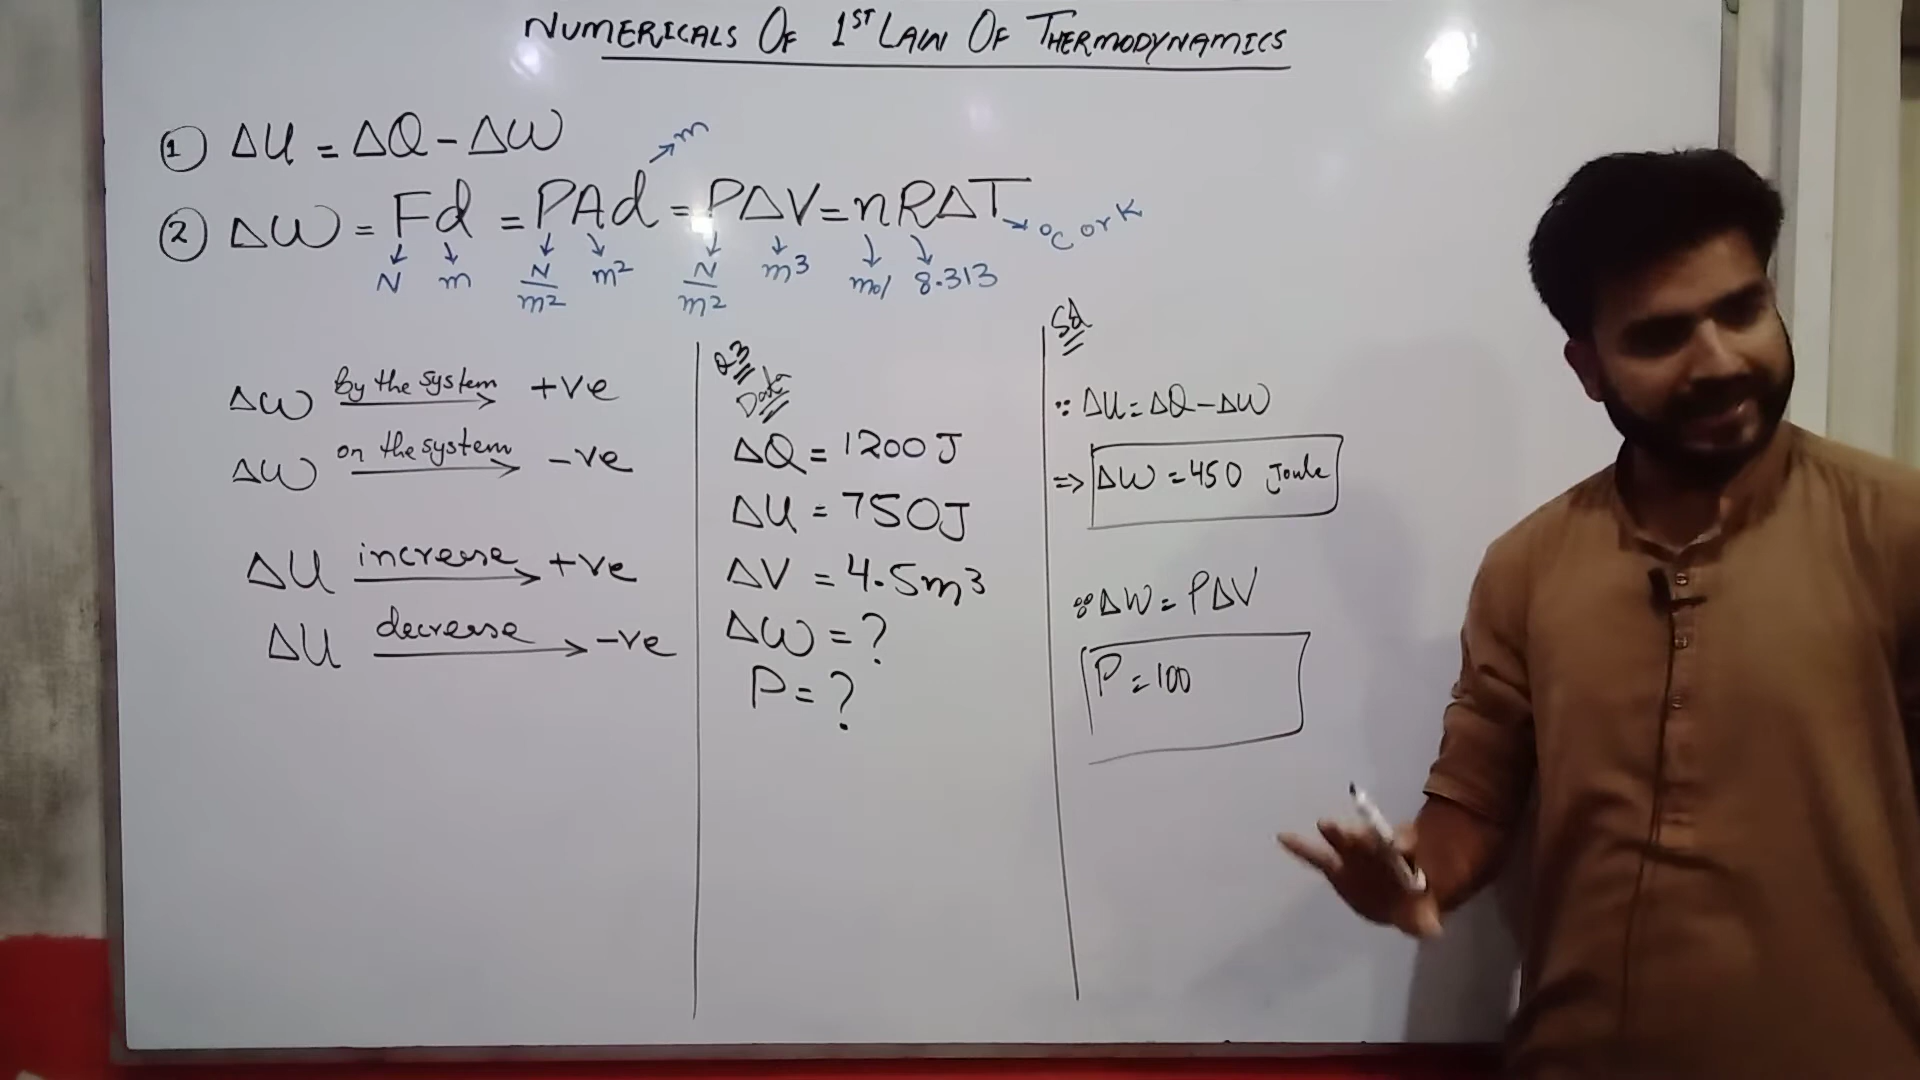 NUMERICALS OF 1ST LAW OF THERMODYNAMICS
① ΔU = ΔQ - ΔW
② ΔW = Fd = PAd = PΔV = nRΔT
→ m
→ °C or K
↓ N ↓ m ↓ N/m² ↓ m² ↓ N/m² ↓ m³ ↓ mol ↓ 8.313
ΔW by the system → +ve
ΔW on the system → -ve
ΔU increase → +ve
ΔU decrease → -ve
Q3
Data
ΔQ = 1200J
ΔU = 750J
ΔV = 4.5m³
ΔW = ?
P = ?
∵ ΔU = ΔQ - ΔW
=> ΔW = 450 Joule
∵ ΔW = PΔV
P = 100